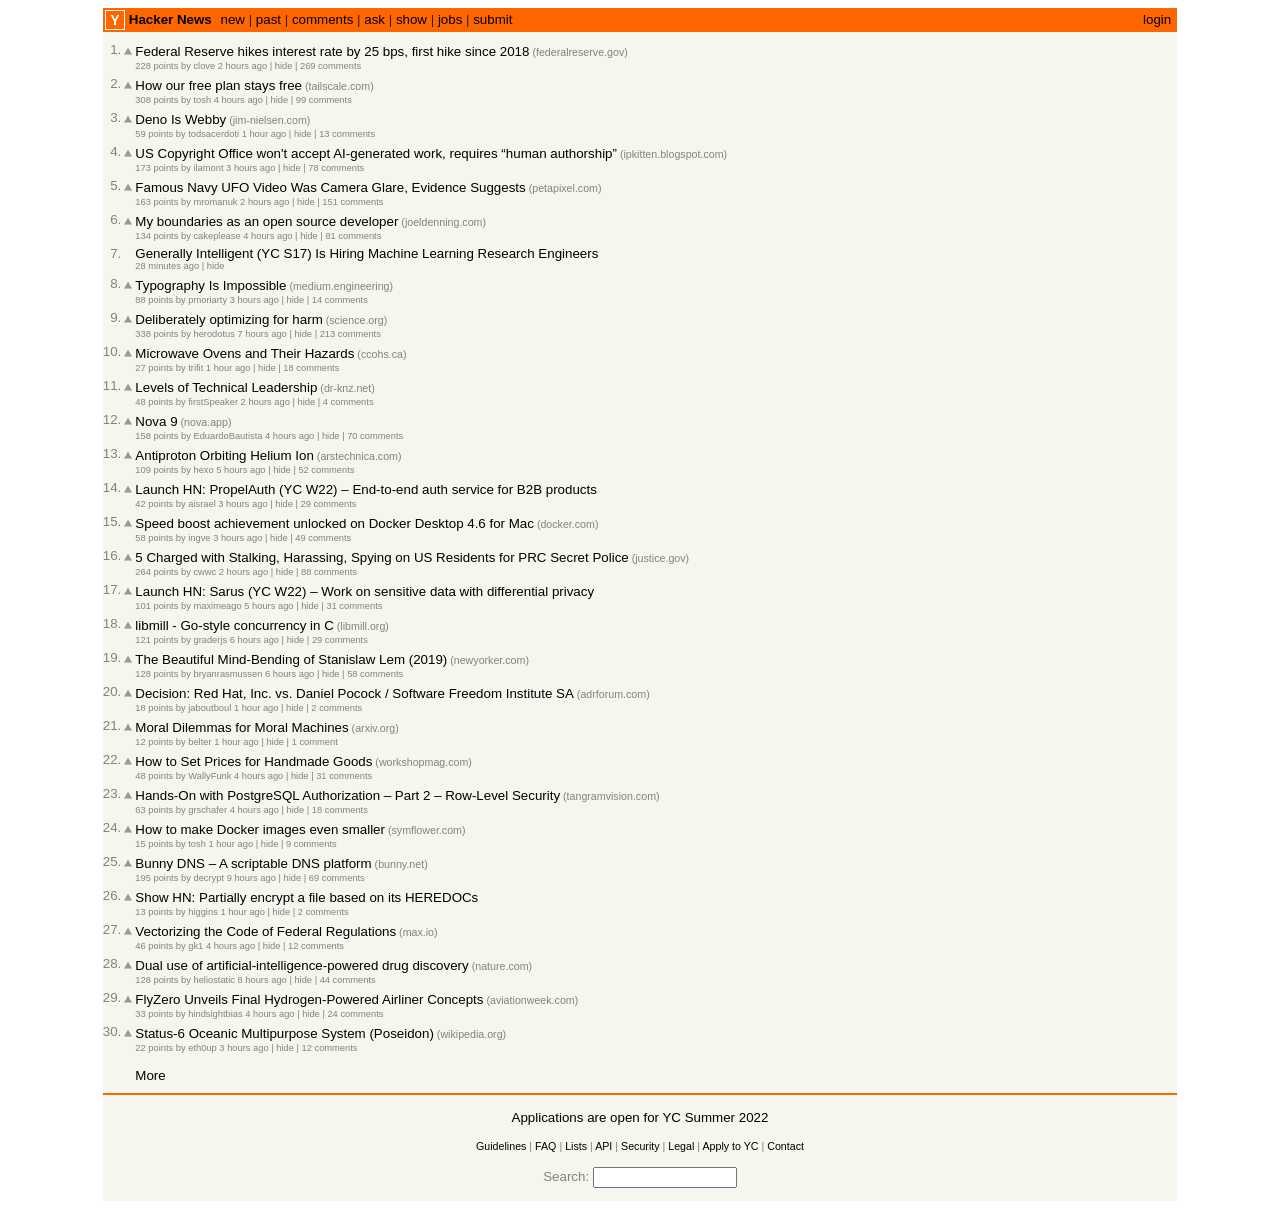 Y Hacker News new | past | comments | ask | show | jobs | submit login
1. Federal Reserve hikes interest rate by 25 bps, first hike since 2018 (federalreserve.gov)
228 points by clove 2 hours ago | hide | 269 comments
2. How our free plan stays free (tailscale.com)
308 points by tosh 4 hours ago | hide | 99 comments
3. Deno Is Webby (jim-nielsen.com)
59 points by todsacerdoti 1 hour ago | hide | 13 comments
4. US Copyright Office won't accept AI-generated work, requires “human authorship” (ipkitten.blogspot.com)
173 points by ilamont 3 hours ago | hide | 78 comments
5. Famous Navy UFO Video Was Camera Glare, Evidence Suggests (petapixel.com)
163 points by mromanuk 2 hours ago | hide | 151 comments
6. My boundaries as an open source developer (joeldenning.com)
134 points by cakeplease 4 hours ago | hide | 81 comments
7. Generally Intelligent (YC S17) Is Hiring Machine Learning Research Engineers
28 minutes ago | hide
8. Typography Is Impossible (medium.engineering)
88 points by pmoriarty 3 hours ago | hide | 14 comments
9. Deliberately optimizing for harm (science.org)
338 points by herodotus 7 hours ago | hide | 213 comments
10. Microwave Ovens and Their Hazards (ccohs.ca)
27 points by trifit 1 hour ago | hide | 18 comments
11. Levels of Technical Leadership (dr-knz.net)
48 points by firstSpeaker 2 hours ago | hide | 4 comments
12. Nova 9 (nova.app)
158 points by EduardoBautista 4 hours ago | hide | 70 comments
13. Antiproton Orbiting Helium Ion (arstechnica.com)
109 points by hexo 5 hours ago | hide | 52 comments
14. Launch HN: PropelAuth (YC W22) – End-to-end auth service for B2B products
42 points by aisrael 3 hours ago | hide | 29 comments
15. Speed boost achievement unlocked on Docker Desktop 4.6 for Mac (docker.com)
58 points by ingve 3 hours ago | hide | 49 comments
16. 5 Charged with Stalking, Harassing, Spying on US Residents for PRC Secret Police (justice.gov)
264 points by cwwc 2 hours ago | hide | 88 comments
17. Launch HN: Sarus (YC W22) – Work on sensitive data with differential privacy
101 points by maximeago 5 hours ago | hide | 31 comments
18. libmill - Go-style concurrency in C (libmill.org)
121 points by graderjs 6 hours ago | hide | 29 comments
19. The Beautiful Mind-Bending of Stanislaw Lem (2019) (newyorker.com)
128 points by bryanrasmussen 6 hours ago | hide | 58 comments
20. Decision: Red Hat, Inc. vs. Daniel Pocock / Software Freedom Institute SA (adrforum.com)
18 points by jaboutboul 1 hour ago | hide | 2 comments
21. Moral Dilemmas for Moral Machines (arxiv.org)
12 points by belter 1 hour ago | hide | 1 comment
22. How to Set Prices for Handmade Goods (workshopmag.com)
48 points by WallyFunk 4 hours ago | hide | 31 comments
23. Hands-On with PostgreSQL Authorization – Part 2 – Row-Level Security (tangramvision.com)
63 points by grschafer 4 hours ago | hide | 18 comments
24. How to make Docker images even smaller (symflower.com)
15 points by tosh 1 hour ago | hide | 9 comments
25. Bunny DNS – A scriptable DNS platform (bunny.net)
195 points by decrypt 9 hours ago | hide | 69 comments
26. Show HN: Partially encrypt a file based on its HEREDOCs
13 points by higgins 1 hour ago | hide | 2 comments
27. Vectorizing the Code of Federal Regulations (max.io)
46 points by gk1 4 hours ago | hide | 12 comments
28. Dual use of artificial-intelligence-powered drug discovery (nature.com)
128 points by heliostatic 8 hours ago | hide | 44 comments
29. FlyZero Unveils Final Hydrogen-Powered Airliner Concepts (aviationweek.com)
33 points by hindsightbias 4 hours ago | hide | 24 comments
30. Status-6 Oceanic Multipurpose System (Poseidon) (wikipedia.org)
22 points by eth0up 3 hours ago | hide | 12 comments
More
Applications are open for YC Summer 2022
Guidelines | FAQ | Lists | API | Security | Legal | Apply to YC | Contact
Search: